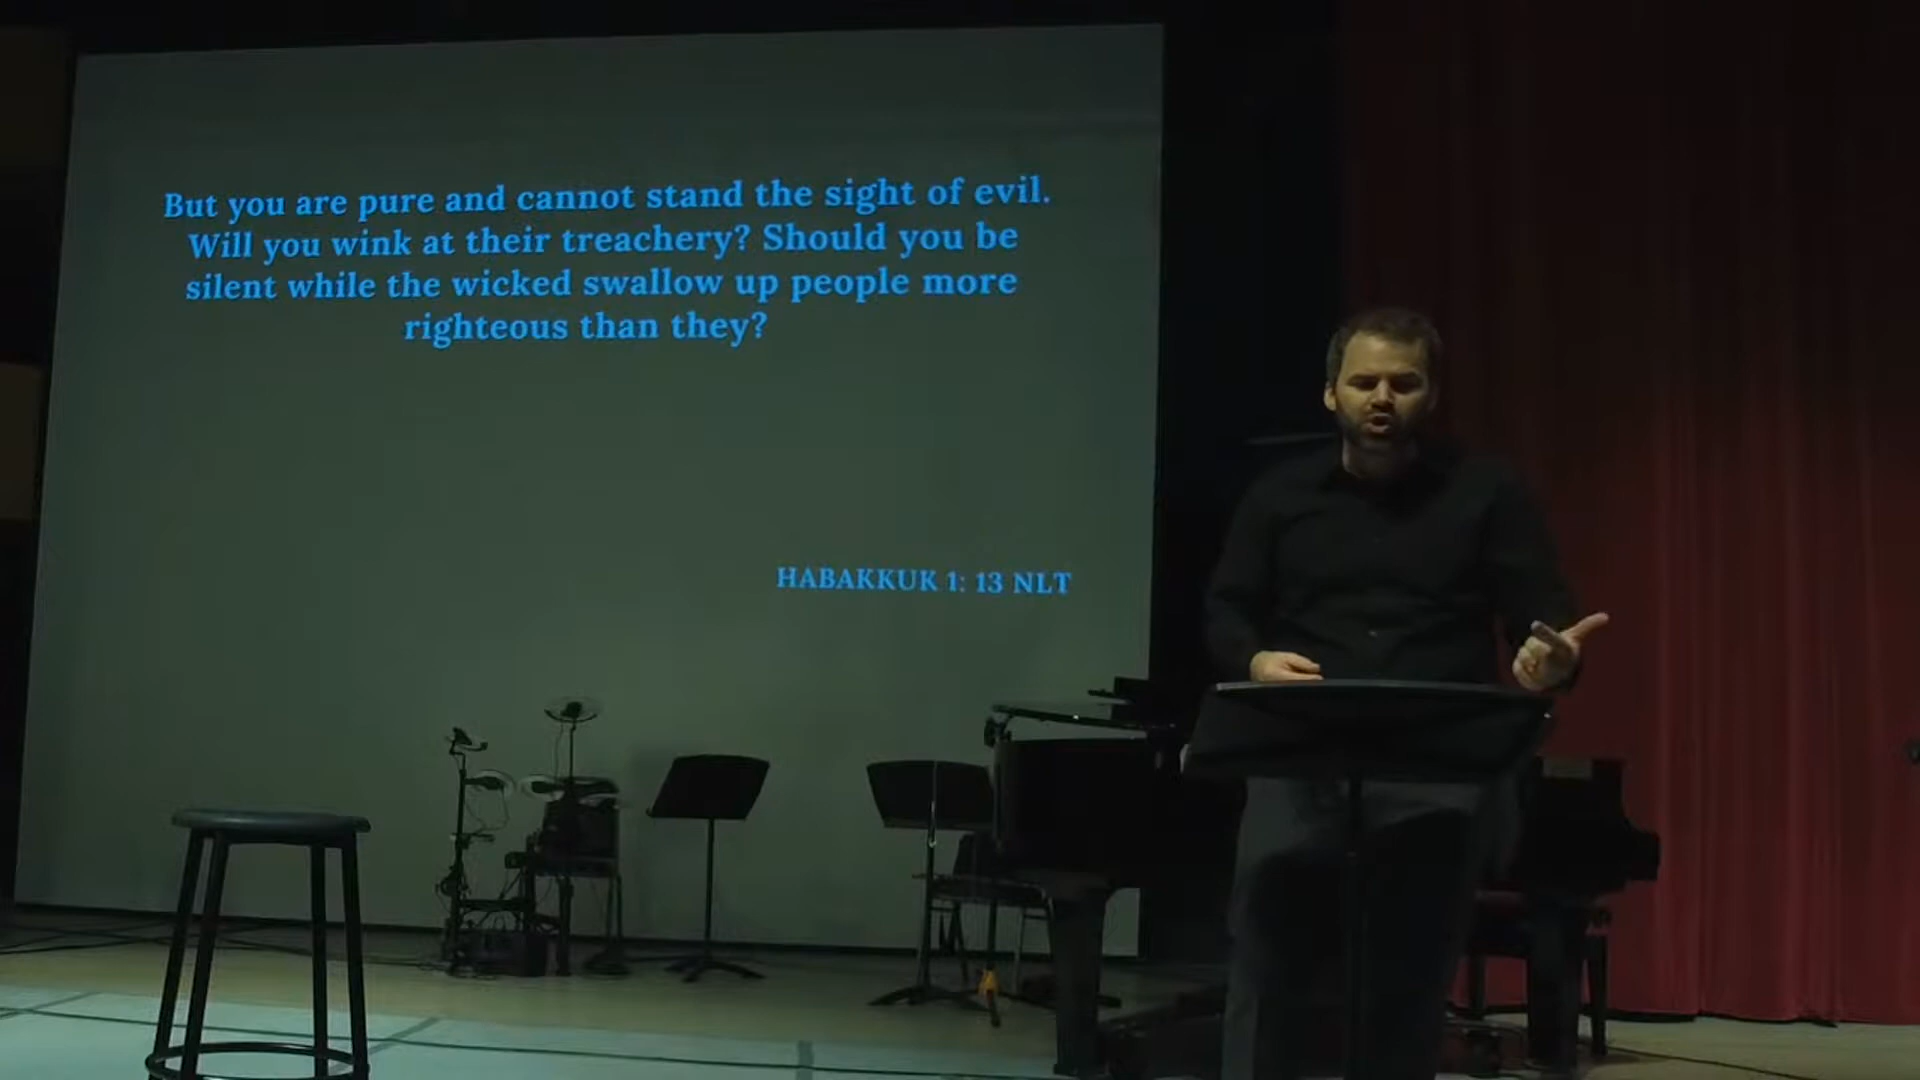 But you are pure and cannot stand the sight of evil.
Will you wink at their treachery? Should you be
silent while the wicked swallow up people more
righteous than they?
HABAKKUK 1: 13 NLT